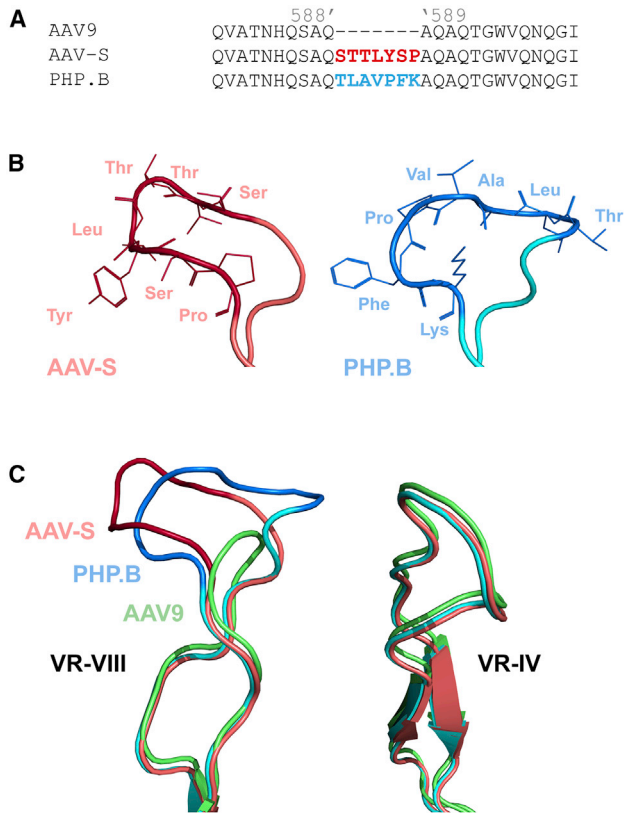 A
588’ ‘589
AAV9 QVATNHQSAQ-------AQAQTGWVQNQGI
AAV-S QVATNHQSAQSTTLYSPAQAQTGWVQNQGI
PHP.B QVATNHQSAQTLAVPFKAQAQTGWVQNQGI
B
Thr Thr Ser
Leu
Tyr
Ser
Pro
AAV-S
Val Ala Leu
Pro Thr
Phe
Lys
PHP.B
C
AAV-S
PHP.B
AAV9
VR-VIII
VR-IV